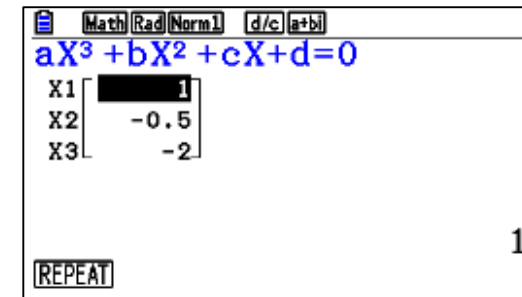 Math Rad Norm1 d/c a+bi
aX³+bX²+cX+d=0
X1 1
X2 -0.5
X3 -2
1
REPEAT